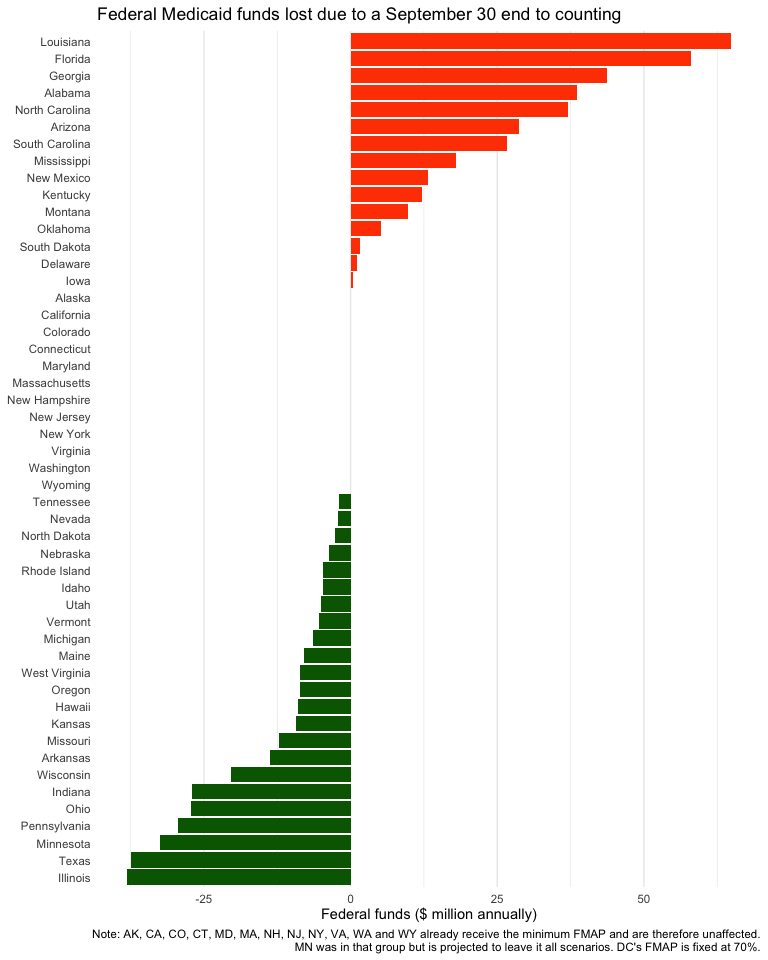 Federal Medicaid funds lost due to a September 30 end to counting
Louisiana
Florida
Georgia
Alabama
North Carolina
Arizona
South Carolina
Mississippi
New Mexico
Kentucky
Montana
Oklahoma
South Dakota
Delaware
Iowa
Alaska
California
Colorado
Connecticut
Maryland
Massachusetts
New Hampshire
New Jersey
New York
Virginia
Washington
Wyoming
Tennessee
Nevada
North Dakota
Nebraska
Rhode Island
Idaho
Utah
Vermont
Michigan
Maine
West Virginia
Oregon
Hawaii
Kansas
Missouri
Arkansas
Wisconsin
Indiana
Ohio
Pennsylvania
Minnesota
Texas
Illinois
-25 0 25 50
Federal funds ($ million annually)
Note: AK, CA, CO, CT, MD, MA, NH, NJ, NY, VA, WA and WY already receive the minimum FMAP and are therefore unaffected.
MN was in that group but is projected to leave it all scenarios. DC's FMAP is fixed at 70%.